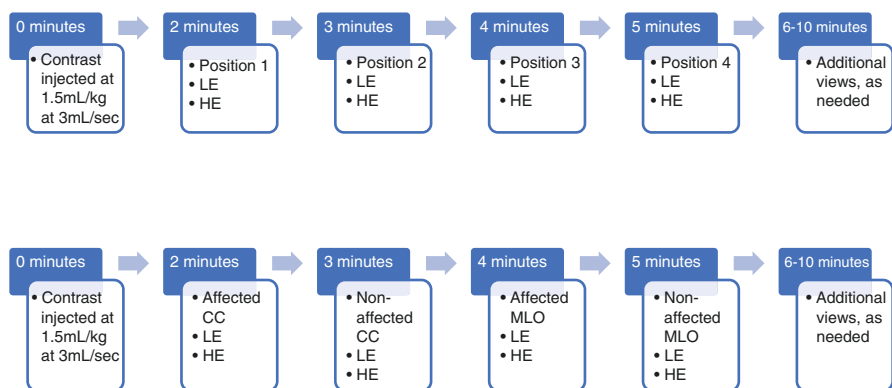 0 minutes
• Contrast
injected at
1.5mL/kg
at 3mL/sec
2 minutes
• Position 1
• LE
• HE
3 minutes
• Position 2
• LE
• HE
4 minutes
• Position 3
• LE
• HE
5 minutes
• Position 4
• LE
• HE
6-10 minutes
• Additional
views, as
needed
0 minutes
• Contrast
injected at
1.5mL/kg
at 3mL/sec
2 minutes
• Affected
CC
• LE
• HE
3 minutes
• Non-
affected
CC
• LE
• HE
4 minutes
• Affected
MLO
• LE
• HE
5 minutes
• Non-
affected
MLO
• LE
• HE
6-10 minutes
• Additional
views, as
needed